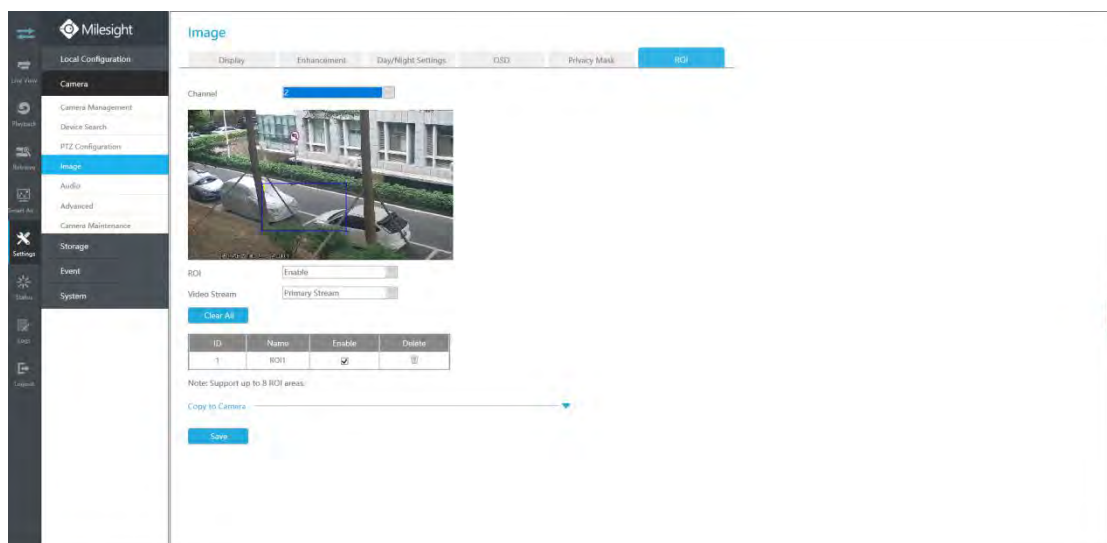 Milesight
Image
Local Configuration
Display
Enhancement
Day/Night Settings
OSD
Privacy Mask
ROI
Live View
Camera
Channel
2
Camera Management
Playback
Device Search
PTZ Configuration
Retrieve
Image
Audio
Advanced
Camera Maintenance
Settings
Storage
Event
System
Status
Logs
Logout
ROI
Enable
Video Stream
Primary Stream
Clear All
ID Name Enable Delete
1 ROI1
Note: Support up to 8 ROI areas.
Copy to Camera
Save